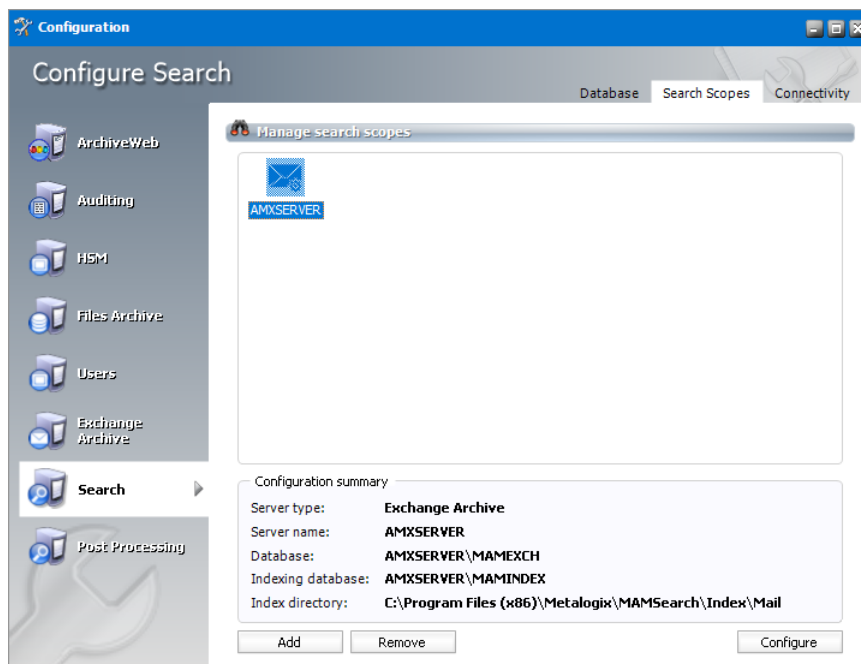 Configuration
Configure Search
Database Search Scopes Connectivity
ArchiveWeb
Auditing
HSM
Files Archive
Users
Exchange
Archive
Search
Post Processing
Manage search scopes
AMXSERVER
Configuration summary
Server type: Exchange Archive
Server name: AMXSERVER
Database: AMXSERVER\MAMEXCH
Indexing database: AMXSERVER\MAMINDEX
Index directory: C:\Program Files (x86)\Metalogix\MAMSearch\Index\Mail
Add Remove Configure